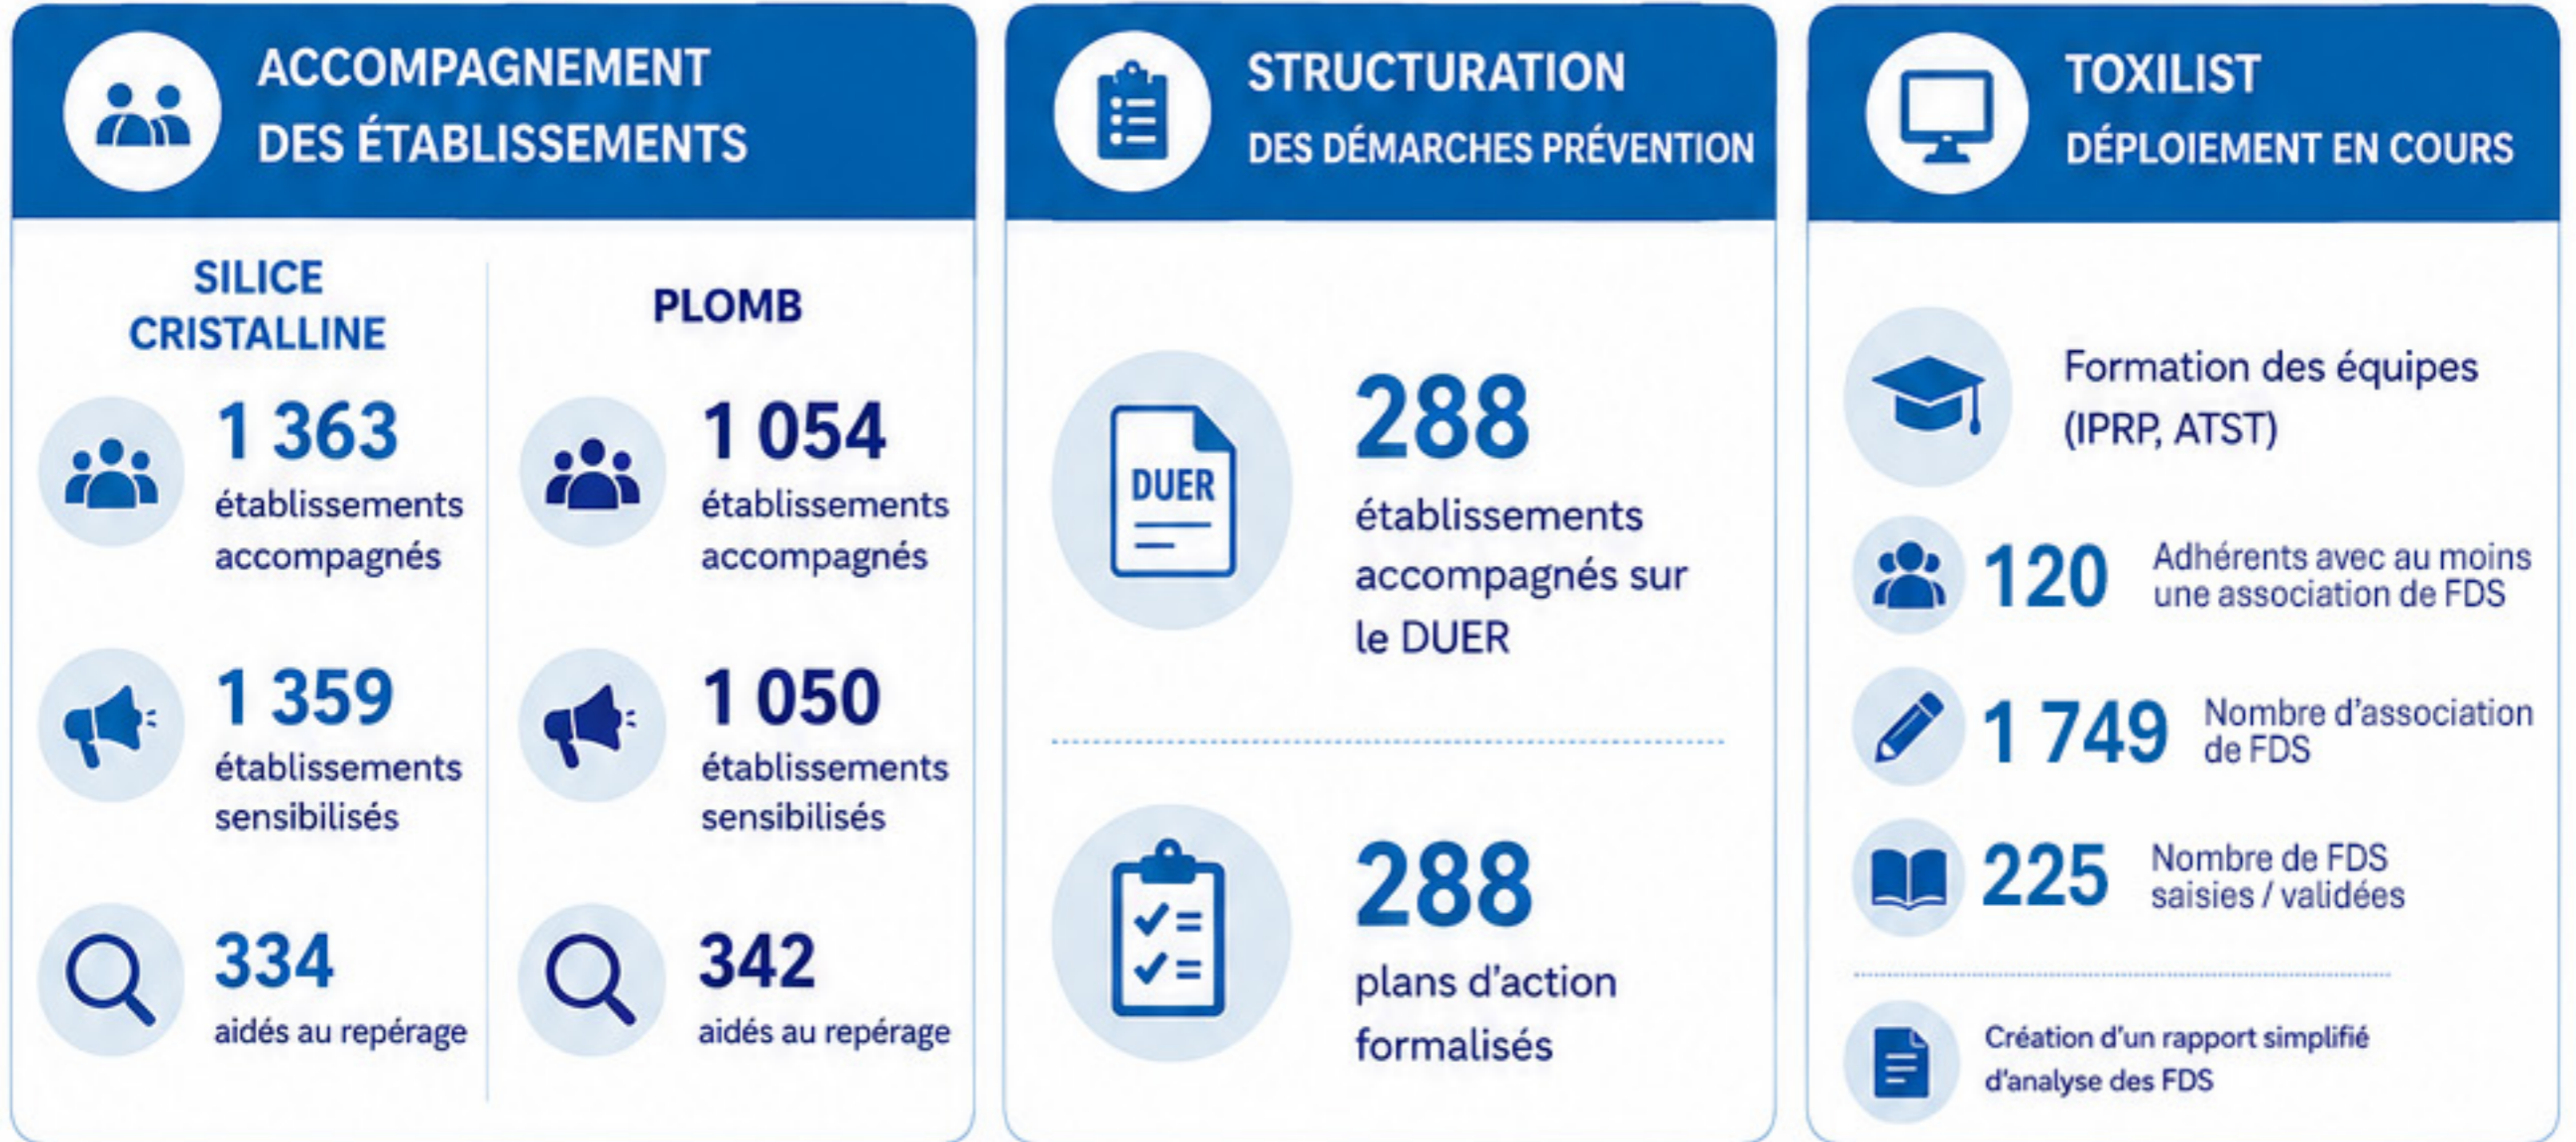 ACCOMPAGNEMENT
DES ÉTABLISSEMENTS
SILICE
CRISTALLINE
1 363
établissements
accompagnés
1 359
établissements
sensibilisés
334
aidés au repérage
PLOMB
1 054
établissements
accompagnés
1 050
établissements
sensibilisés
342
aidés au repérage
STRUCTURATION
DES DÉMARCHES PRÉVENTION
DUER
288
établissements
accompagnés sur
le DUER
288
plans d'action
formalisés
TOXILIST
DÉPLOIEMENT EN COURS
Formation des équipes
(IPRP, ATST)
120
Adhérents avec au moins
une association de FDS
1 749
Nombre d'association
de FDS
225
Nombre de FDS
saisies / validées
Création d'un rapport simplifié
d'analyse des FDS